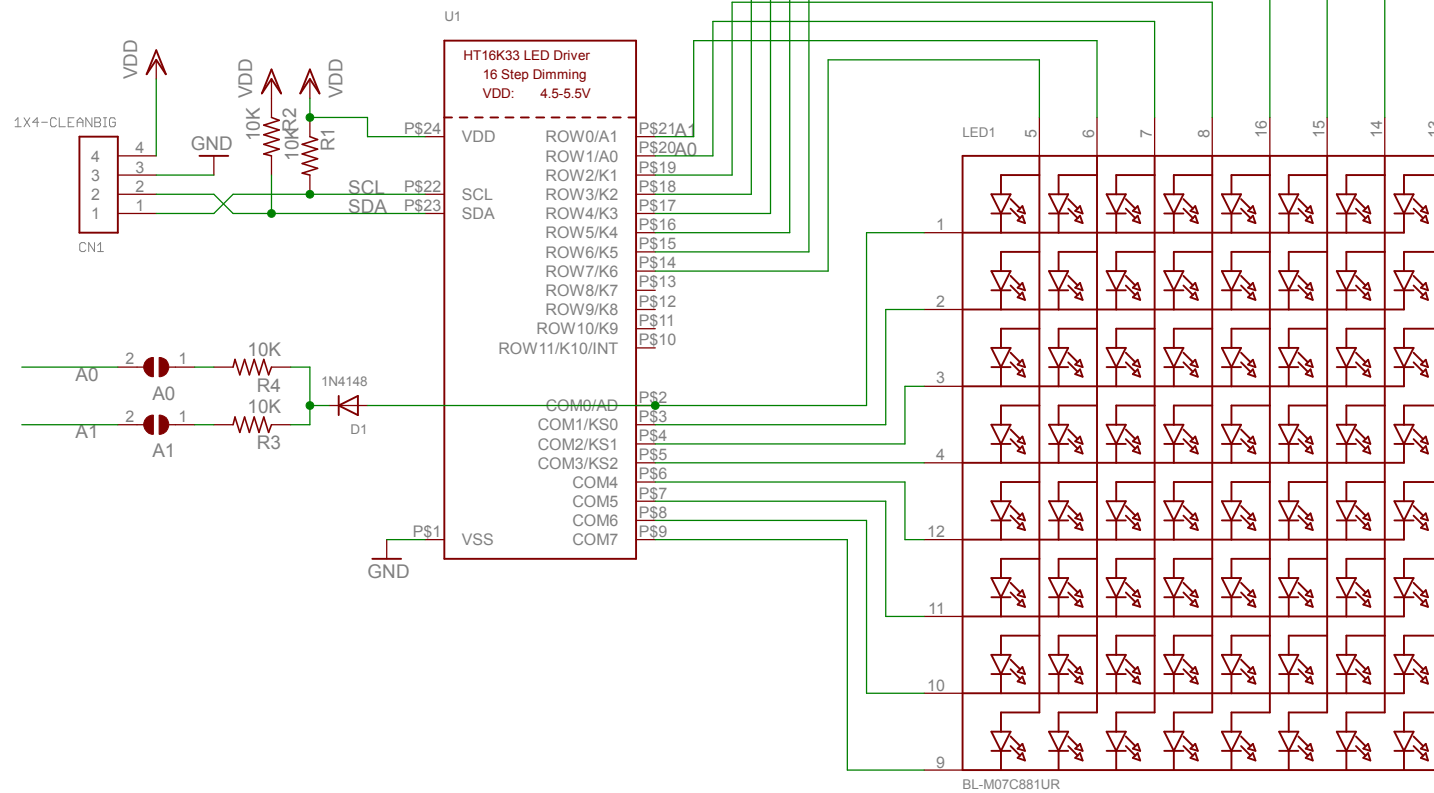 U1
HT16K33 LED Driver
16 Step Dimming
VDD: 4.5-5.5V
VDD
VDD
VDD
10K
R2
10K
R1
1X4-CLEANBIG
4
3
2
1
4
3
2
1
CN1
GND
SCL
SDA
P$24
P$22
P$23
VDD
SCL
SDA
ROW0/A1
ROW1/A0
ROW2/K1
ROW3/K2
ROW4/K3
ROW5/K4
ROW6/K5
ROW7/K6
ROW8/K7
ROW9/K8
ROW10/K9
ROW11/K10/INT
P$21
A1
P$20
A0
P$19
P$18
P$17
P$16
P$15
P$14
P$13
P$12
P$11
P$10
COM0/AD
COM1/KS0
COM2/KS1
COM3/KS2
COM4
COM5
COM6
COM7
P$2
P$3
P$4
P$5
P$6
P$7
P$8
P$9
A0
2
1
A0
10K
R4
A1
2
1
A1
10K
R3
1N4148
D1
P$1
VSS
GND
LED1
5
6
7
8
16
15
14
13
1
2
3
4
12
11
10
9
BL-M07C881UR